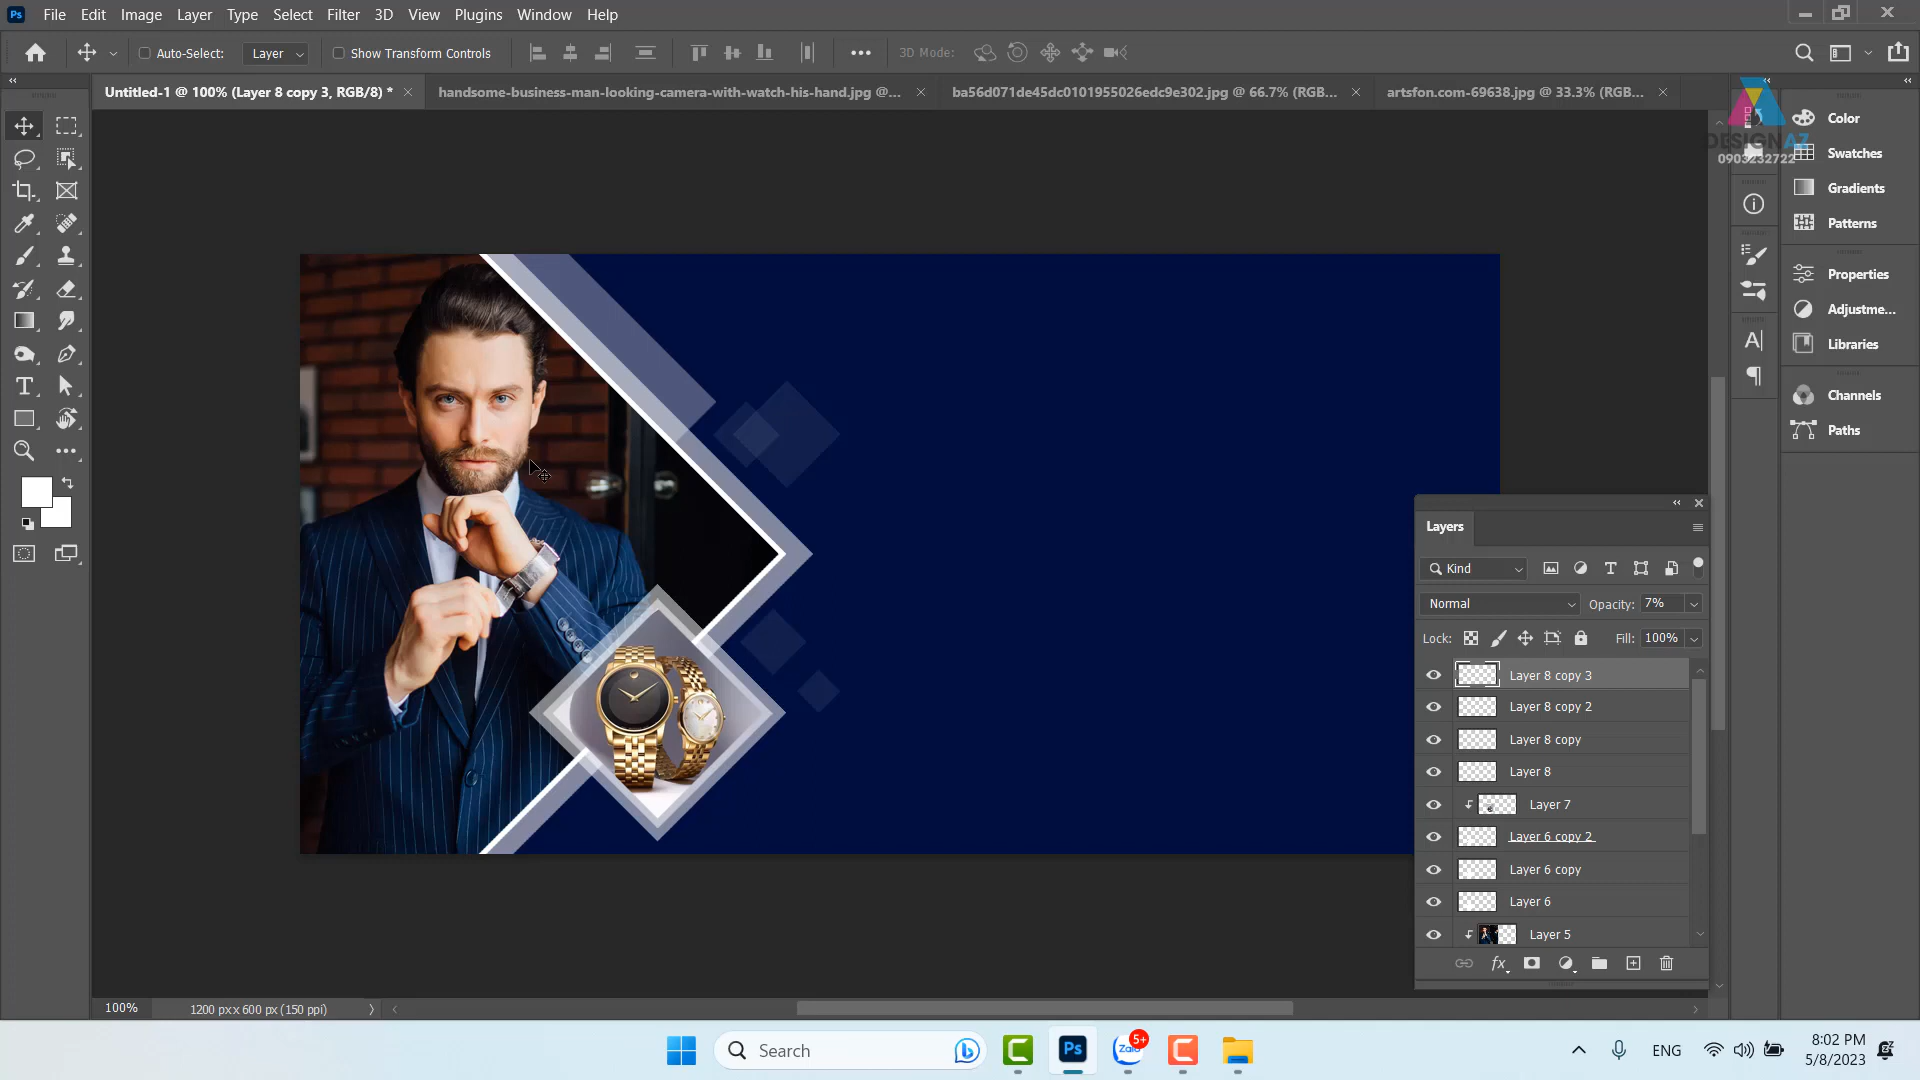 Ps File Edit Image Layer Type Select Filter 3D View Plugins Window Help
Auto-Select: Layer Show Transform Controls 3D Mode:
Untitled-1 @ 100% (Layer 8 copy 3, RGB/8) * handsome-business-man-looking-camera-with-watch-his-hand.jpg @... ba56d071de45dc0101955026edc9e302.jpg @ 66.7% (RGB... artsfon.com-69638.jpg @ 33.3% (RGB...
DESIGN AZ
0903232722
Color
Swatches
Gradients
Patterns
Properties
Adjustme...
Libraries
Channels
Paths
Layers
Kind
Normal Opacity: 7%
Lock: Fill: 100%
Layer 8 copy 3
Layer 8 copy 2
Layer 8 copy
Layer 8
Layer 7
Layer 6 copy 2
Layer 6 copy
Layer 6
Layer 5
fx
100% 1200 px x 600 px (150 ppi)
Search Ps Zalo 5+ ENG 8:02 PM
5/8/2023